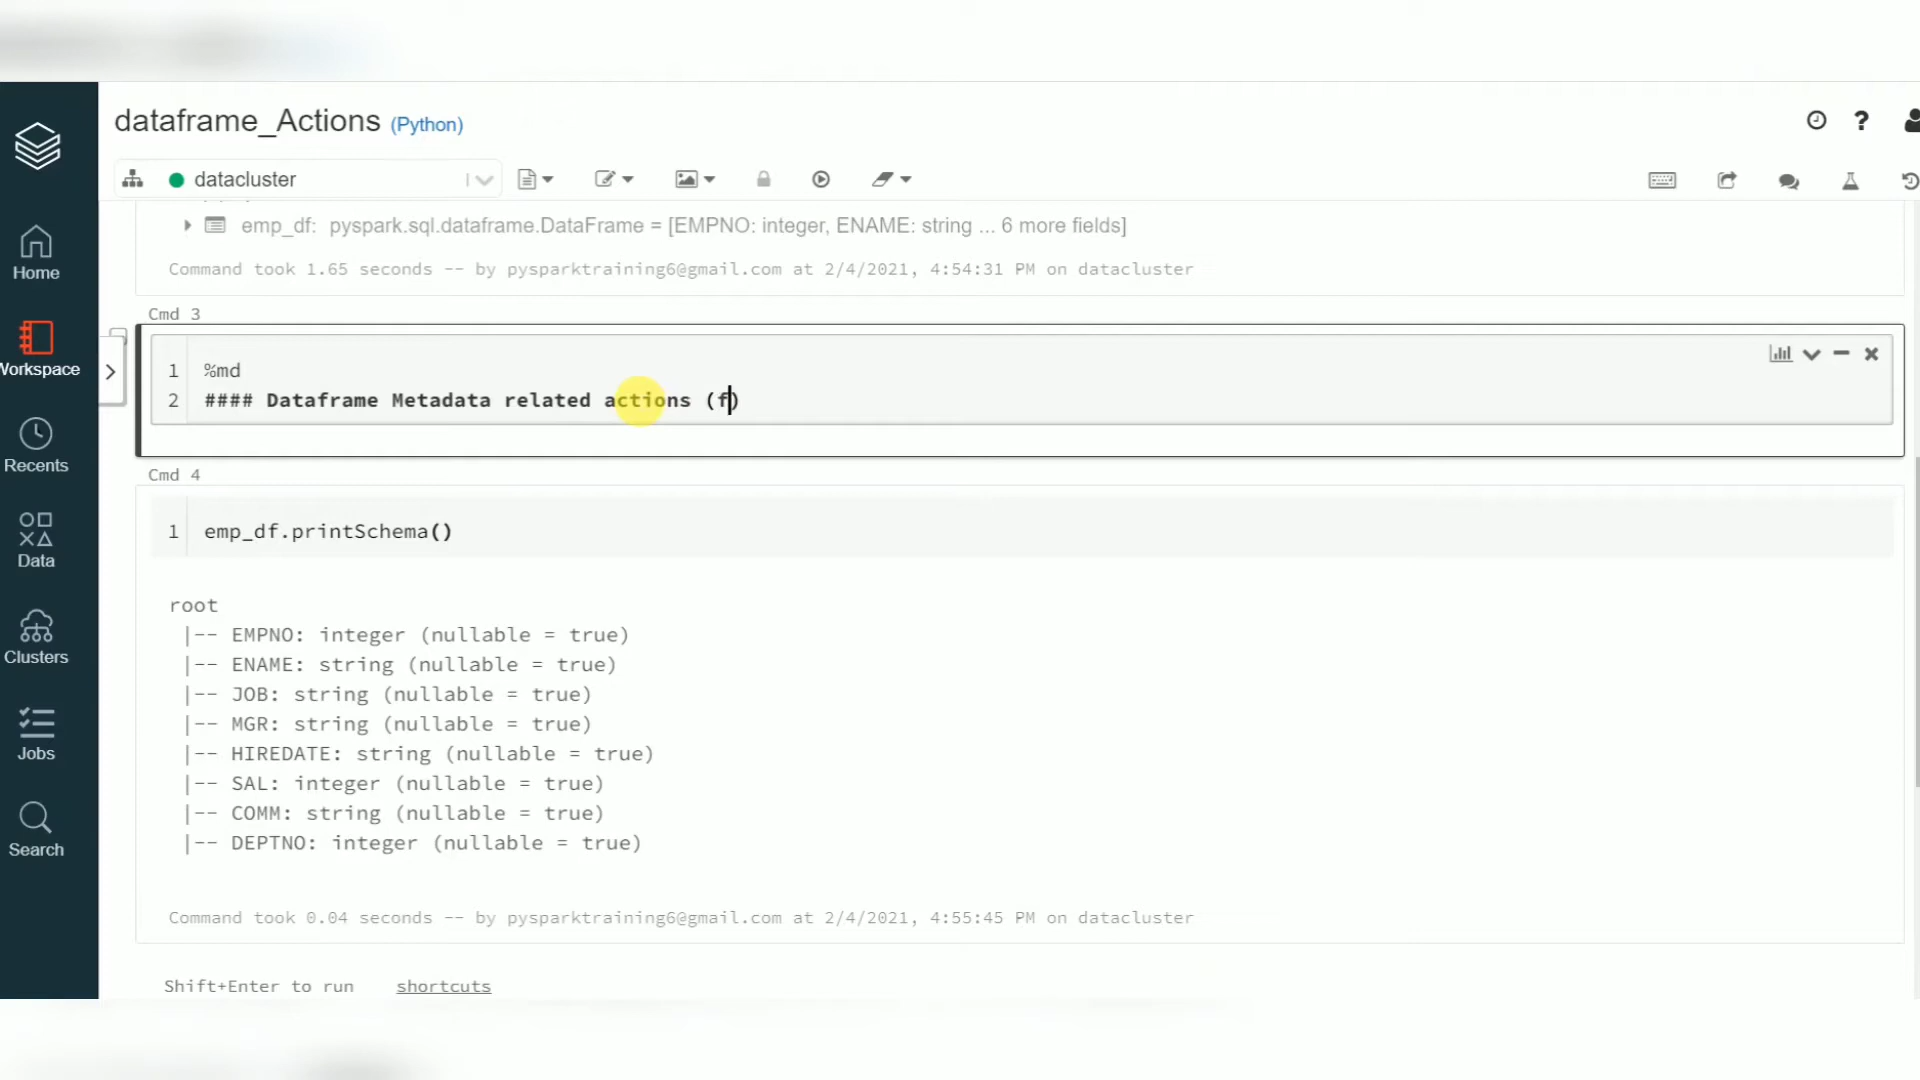 dataframe_Actions (Python)
datacluster
emp_df: pyspark.sql.dataframe.DataFrame = [EMPNO: integer, ENAME: string ... 6 more fields]
Command took 1.65 seconds -- by pysparktraining6@gmail.com at 2/4/2021, 4:54:31 PM on datacluster
Home
Workspace
Recents
Data
Clusters
Jobs
Search
Cmd 3
1 %md
2 #### Dataframe Metadata related actions (f)
Cmd 4
1 emp_df.printSchema()
root
|-- EMPNO: integer (nullable = true)
|-- ENAME: string (nullable = true)
|-- JOB: string (nullable = true)
|-- MGR: string (nullable = true)
|-- HIREDATE: string (nullable = true)
|-- SAL: integer (nullable = true)
|-- COMM: string (nullable = true)
|-- DEPTNO: integer (nullable = true)
Command took 0.04 seconds -- by pysparktraining6@gmail.com at 2/4/2021, 4:55:45 PM on datacluster
Shift+Enter to run shortcuts